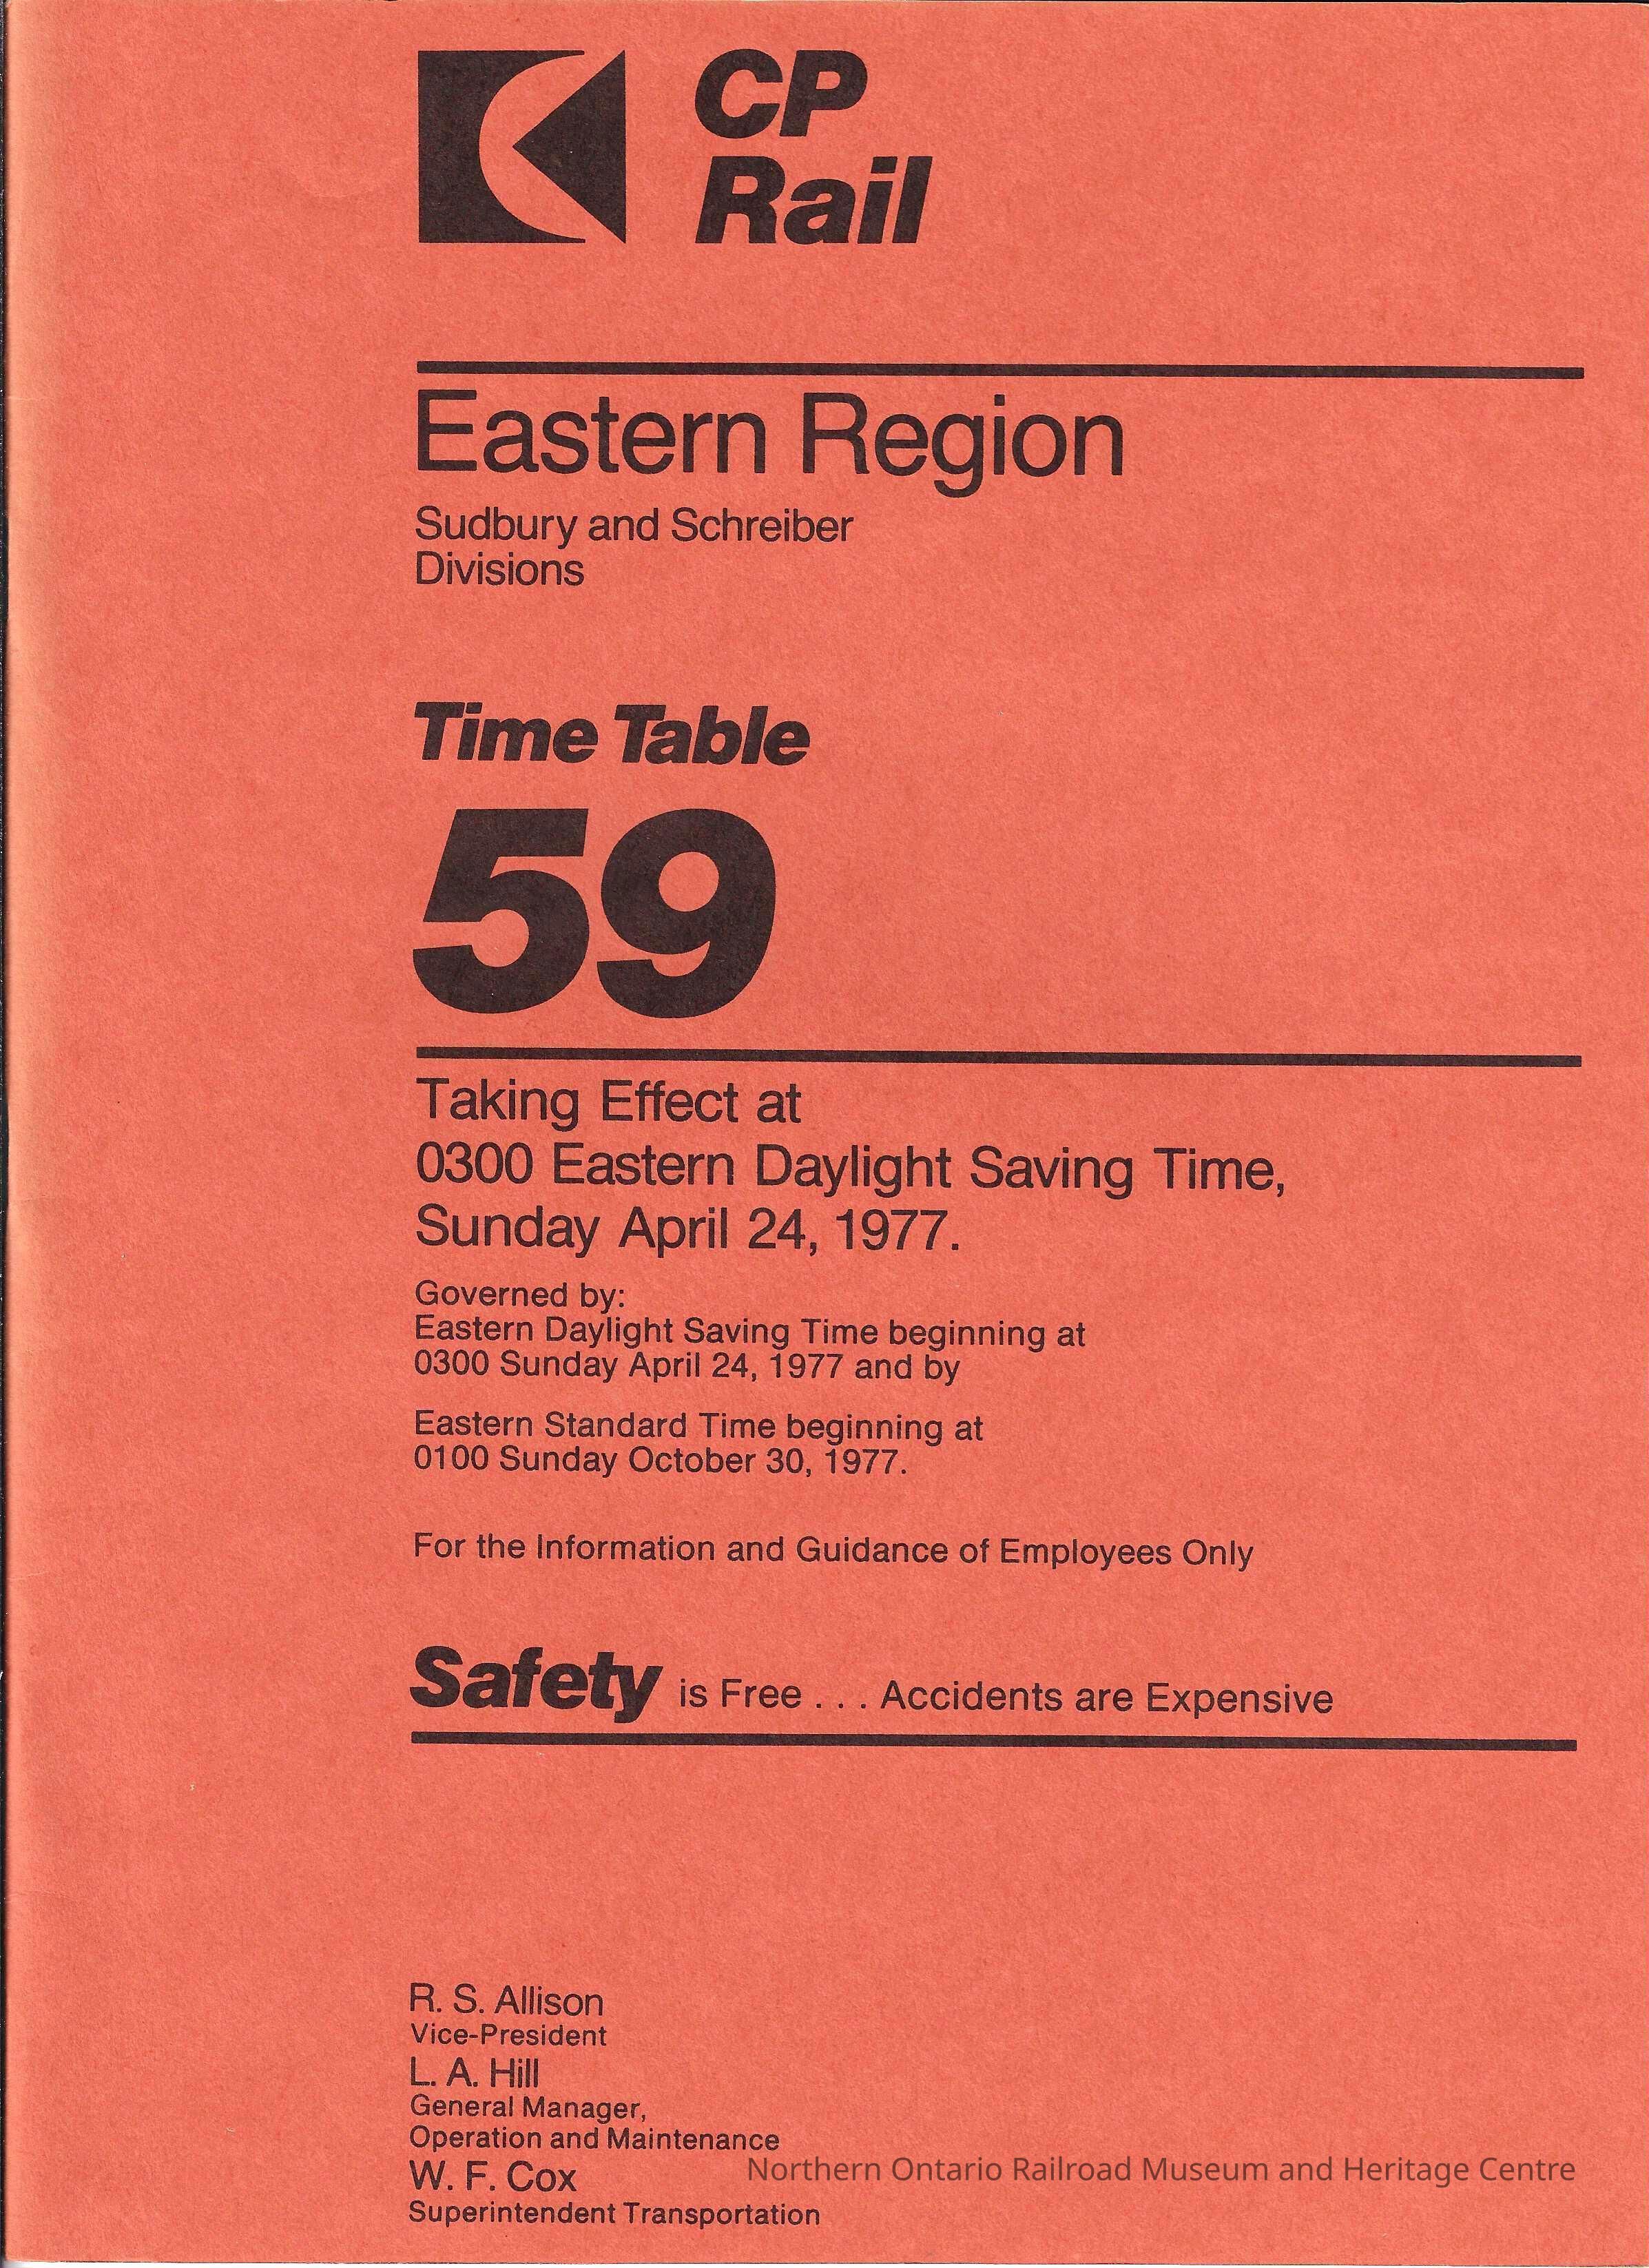 CP
Rail
Eastern Region
Sudbury and Schreiber
Divisions
Time Table
59
Taking Effect at
0300 Eastern Daylight Saving Time,
Sunday April 24, 1977.
Governed by:
Eastern Daylight Saving Time beginning at
0300 Sunday April 24, 1977 and by
Eastern Standard Time beginning at
0100 Sunday October 30, 1977.
For the Information and Guidance of Employees Only
Safety is Free . . . Accidents are Expensive
R. S. Allison
Vice-President
L. A. Hill
General Manager,
Operation and Maintenance
W. F. Cox
Superintendent Transportation
Northern Ontario Railroad Museum and Heritage Centre